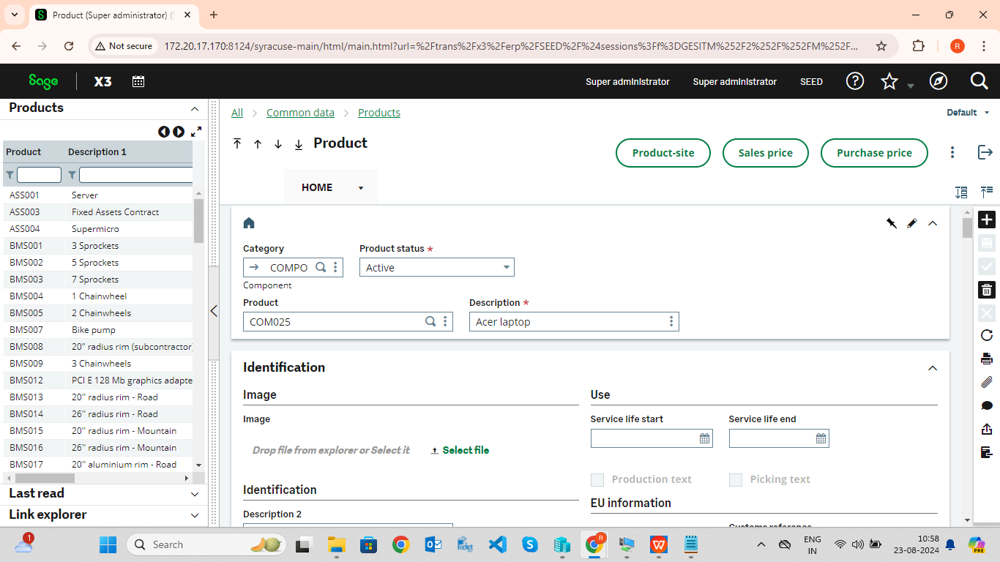 Product (Super administrator) (S
Not secure
172.20.17.170:8124/syracuse-main/html/main.html?url=%2Ftrans%2Fx3%2Ferp%2FSEED%2F%24sessions%3Ff%3DGESITM%252F2%252F%252FM%252F...
R
Sage
X3
Super administrator
Super administrator
SEED
Products
Product
Description 1
ASS001 Server
ASS003 Fixed Assets Contract
ASS004 Supermicro
BMS001 3 Sprockets
BMS002 5 Sprockets
BMS003 7 Sprockets
BMS004 1 Chainwheel
BMS005 2 Chainwheels
BMS007 Bike pump
BMS008 20" radius rim (subcontractor)
BMS009 3 Chainwheels
BMS012 PCI E 128 Mb graphics adapte
BMS013 20" radius rim - Road
BMS014 26" radius rim - Road
BMS015 20" radius rim - Mountain
BMS016 26" radius rim - Mountain
BMS017 20" aluminium rim - Road
Last read
Link explorer
All
Common data
Products
Default
Product
Product-site
Sales price
Purchase price
HOME
Category
Product status *
COMPO
Active
Component
Product
Description *
COM025
Acer laptop
Identification
Image
Image
Drop file from explorer or Select it
Select file
Identification
Description 2
Use
Service life start
Service life end
Production text
Picking text
EU information
Customs reference
1
Search
R
ENG
IN
10:58
23-08-2024
PRE